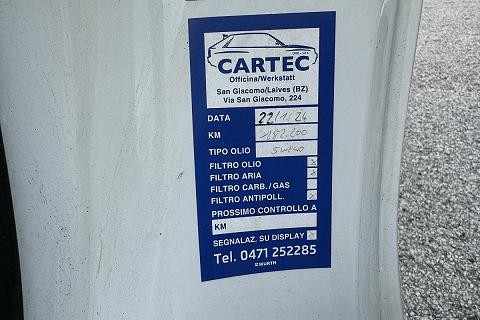 CARTEC
Officina/Werkstatt
San Giacomo/Laives (BZ)
Via San Giacomo, 224
DATA 22/1/24
KM 182.200
TIPO OLIO 5W40
FILTRO OLIO x
FILTRO ARIA x
FILTRO CARB./GAS
FILTRO ANTIPOLL. x
PROSSIMO CONTROLLO A
KM
SEGNALAZ. SU DISPLAY x
Tel. 0471 252285
WÜRTH